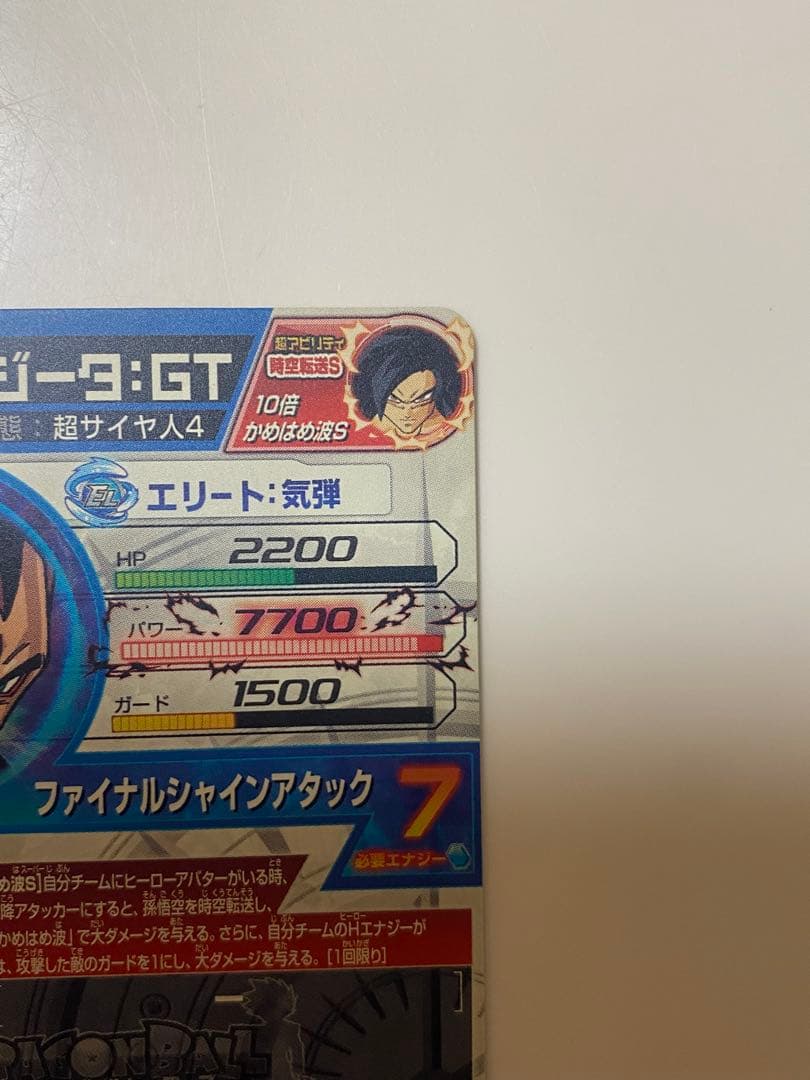 ジータ:GT
態:超サイヤ人4
超アビリティ
時空転送S
10倍
かめはめ波S
EL エリート:気弾
HP 2200
パワー 7700
ガード 1500
ファイナルシャインアタック 7
必要エナジー
め波S]自分チームにヒーローアバターがいる時、
降アタッカーにすると、孫悟空を時空転送し、
かめはめ波」で大ダメージを与える。さらに、自分チームのHエナジーが
は、攻撃した敵のガードを1にし、大ダメージを与える。[1回限り]
DRAGON BALL